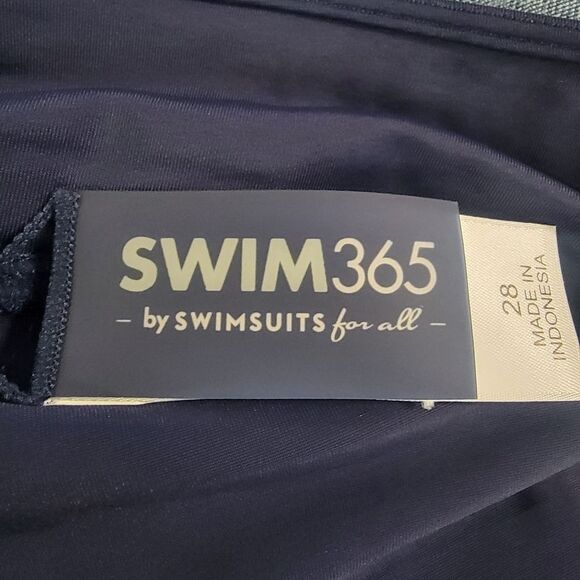 SWIM365
- by SWIMSUITS for all -
28
MADE IN
INDONESIA